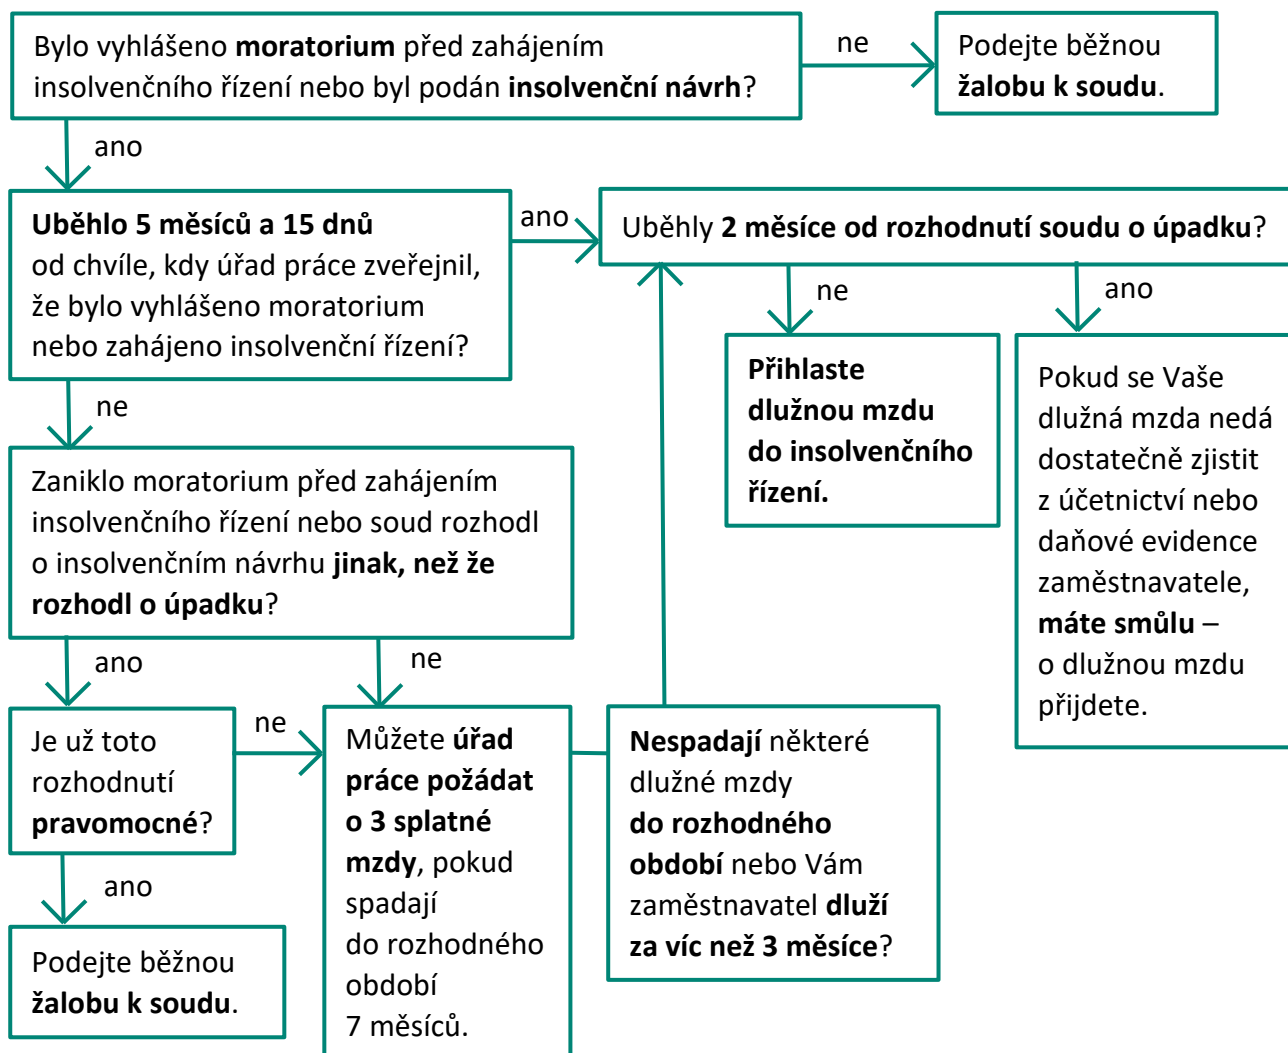 Bylo vyhlášeno moratorium před zahájením
insolvenčního řízení nebo byl podán insolvenční návrh?
ne
Podejte běžnou
žalobu k soudu.
ano
Uběhlo 5 měsíců a 15 dnů
od chvíle, kdy úřad práce zveřejnil,
že bylo vyhlášeno moratorium
nebo zahájeno insolvenční řízení?
ano
Uběhly 2 měsíce od rozhodnutí soudu o úpadku?
ne
Přihlaste
dlužnou mzdu
do insolvenčního
řízení.
ano
Pokud se Vaše
dlužná mzda nedá
dostatečně zjistit
z účetnictví nebo
daňové evidence
zaměstnavatele,
máte smůlu –
o dlužnou mzdu
přijdete.
ne
Zaniklo moratorium před zahájením
insolvenčního řízení nebo soud rozhodl
o insolvenčním návrhu jinak, než že
rozhodl o úpadku?
ano
ne
Je už toto
rozhodnutí
pravomocné?
ne
Můžete úřad
práce požádat
o 3 splatné
mzdy, pokud
spadají
do rozhodného
období
7 měsíců.
Nespadají některé
dlužné mzdy
do rozhodného
období nebo Vám
zaměstnavatel dluží
za víc než 3 měsíce?
ano
Podejte běžnou
žalobu k soudu.